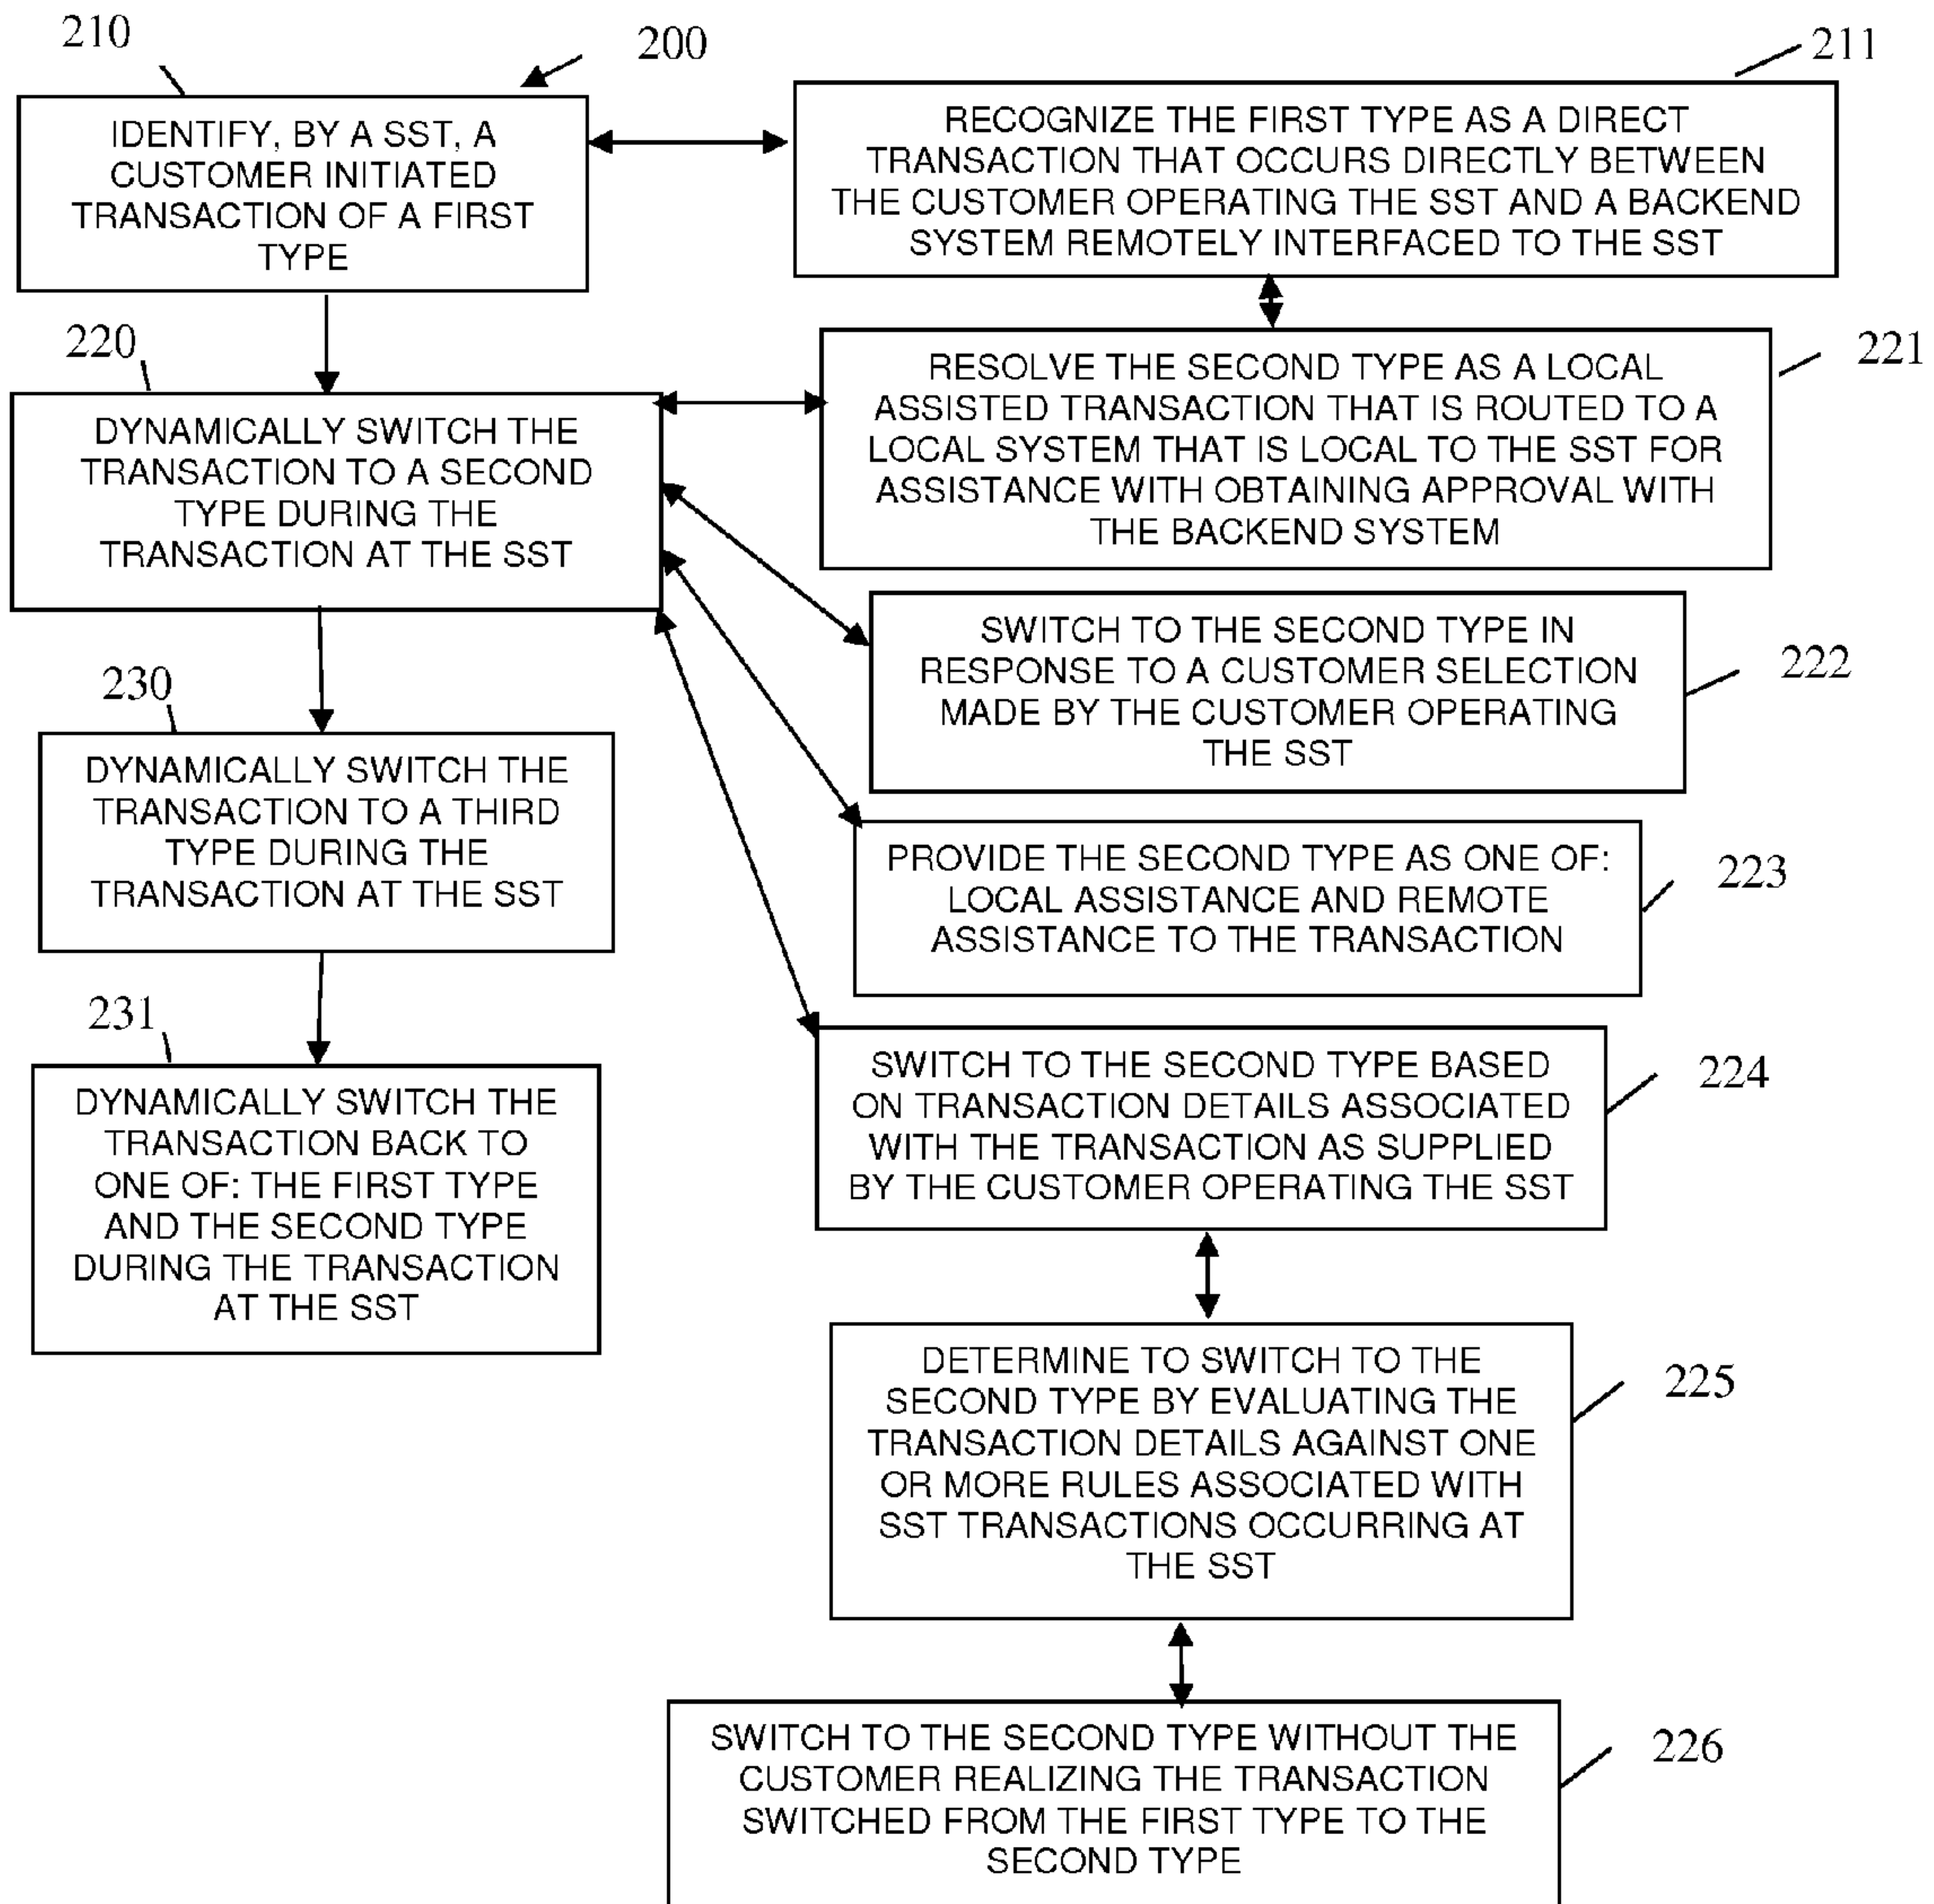 210
200
IDENTIFY, BY A SST, A
CUSTOMER INITIATED
TRANSACTION OF A FIRST
TYPE
211
RECOGNIZE THE FIRST TYPE AS A DIRECT
TRANSACTION THAT OCCURS DIRECTLY BETWEEN
THE CUSTOMER OPERATING THE SST AND A BACKEND
SYSTEM REMOTELY INTERFACED TO THE SST
220
DYNAMICALLY SWITCH THE
TRANSACTION TO A SECOND
TYPE DURING THE
TRANSACTION AT THE SST
221
RESOLVE THE SECOND TYPE AS A LOCAL
ASSISTED TRANSACTION THAT IS ROUTED TO A
LOCAL SYSTEM THAT IS LOCAL TO THE SST FOR
ASSISTANCE WITH OBTAINING APPROVAL WITH
THE BACKEND SYSTEM
222
SWITCH TO THE SECOND TYPE IN
RESPONSE TO A CUSTOMER SELECTION
MADE BY THE CUSTOMER OPERATING
THE SST
230
DYNAMICALLY SWITCH THE
TRANSACTION TO A THIRD
TYPE DURING THE
TRANSACTION AT THE SST
223
PROVIDE THE SECOND TYPE AS ONE OF:
LOCAL ASSISTANCE AND REMOTE
ASSISTANCE TO THE TRANSACTION
231
DYNAMICALLY SWITCH THE
TRANSACTION BACK TO
ONE OF: THE FIRST TYPE
AND THE SECOND TYPE
DURING THE TRANSACTION
AT THE SST
224
SWITCH TO THE SECOND TYPE BASED
ON TRANSACTION DETAILS ASSOCIATED
WITH THE TRANSACTION AS SUPPLIED
BY THE CUSTOMER OPERATING THE SST
225
DETERMINE TO SWITCH TO THE
SECOND TYPE BY EVALUATING THE
TRANSACTION DETAILS AGAINST ONE
OR MORE RULES ASSOCIATED WITH
SST TRANSACTIONS OCCURRING AT
THE SST
226
SWITCH TO THE SECOND TYPE WITHOUT THE
CUSTOMER REALIZING THE TRANSACTION
SWITCHED FROM THE FIRST TYPE TO THE
SECOND TYPE